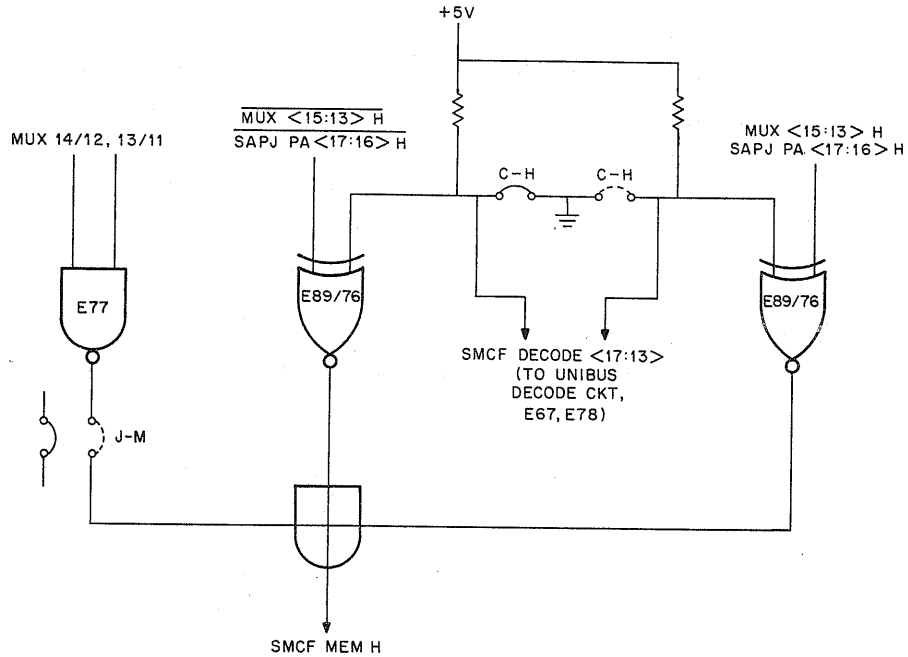 +5V
MUX 14/12, 13/11
MUX <15:13> H
SAPJ PA <17:16> H
C-H
C-H
MUX <15:13> H
SAPJ PA <17:16> H
E77
E89/76
E89/76
SMCF DECODE <17:13>
(TO UNIBUS
DECODE CKT,
E67, E78)
J-M
SMCF MEM H